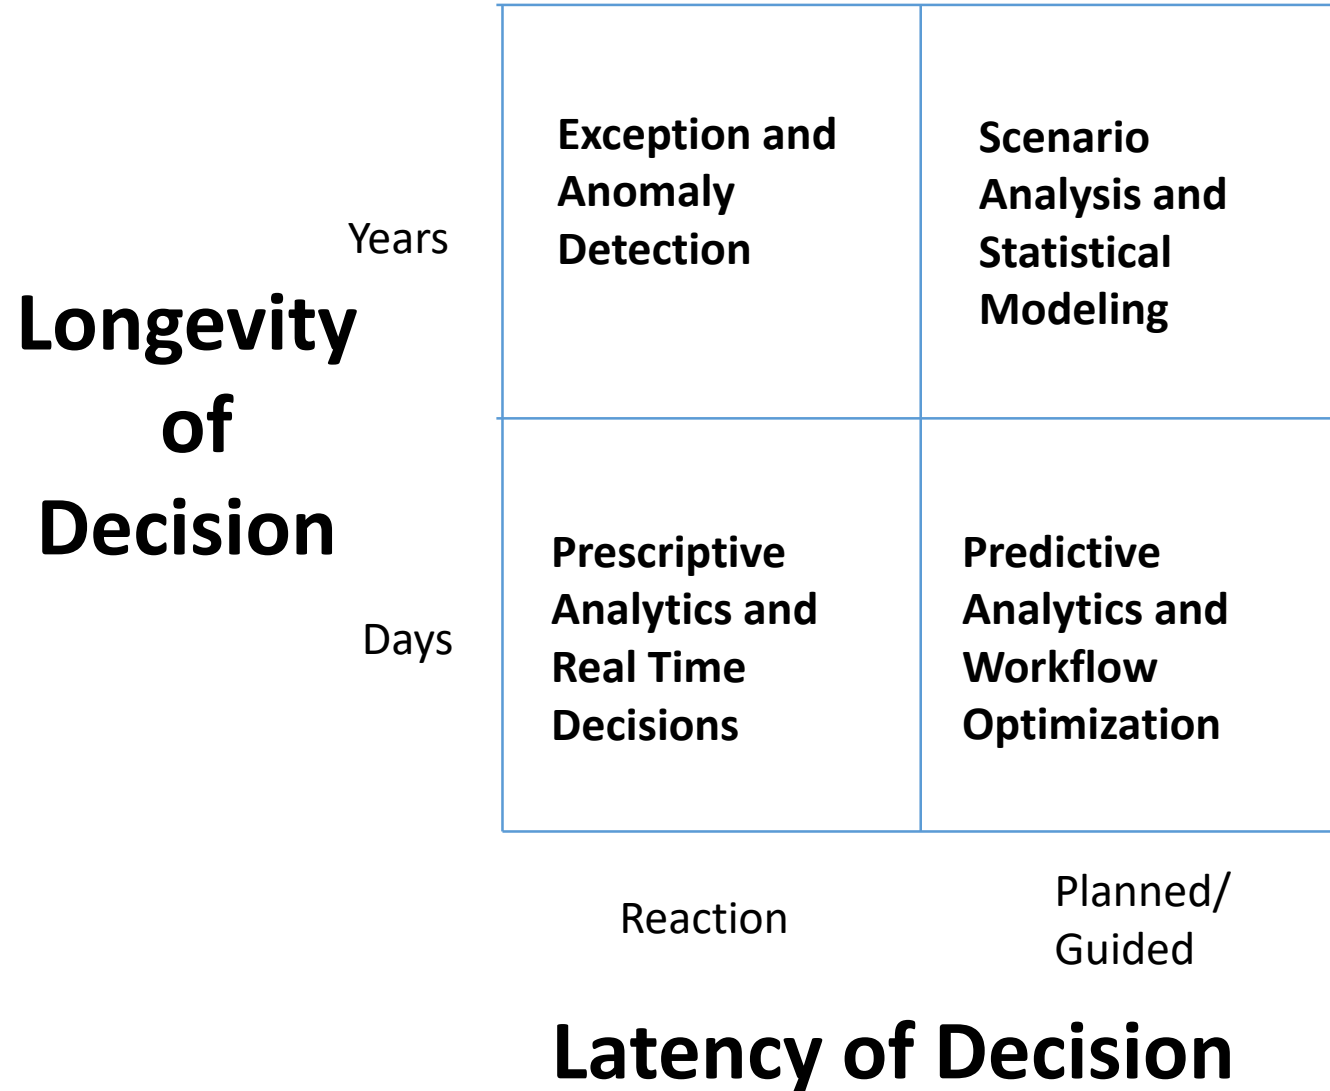 Exception and
Anomaly
Detection
Scenario
Analysis and
Statistical
Modeling
Years
Longevity
of
Decision
Days
Prescriptive
Analytics and
Real Time
Decisions
Predictive
Analytics and
Workflow
Optimization
Reaction
Planned/
Guided
Latency of Decision